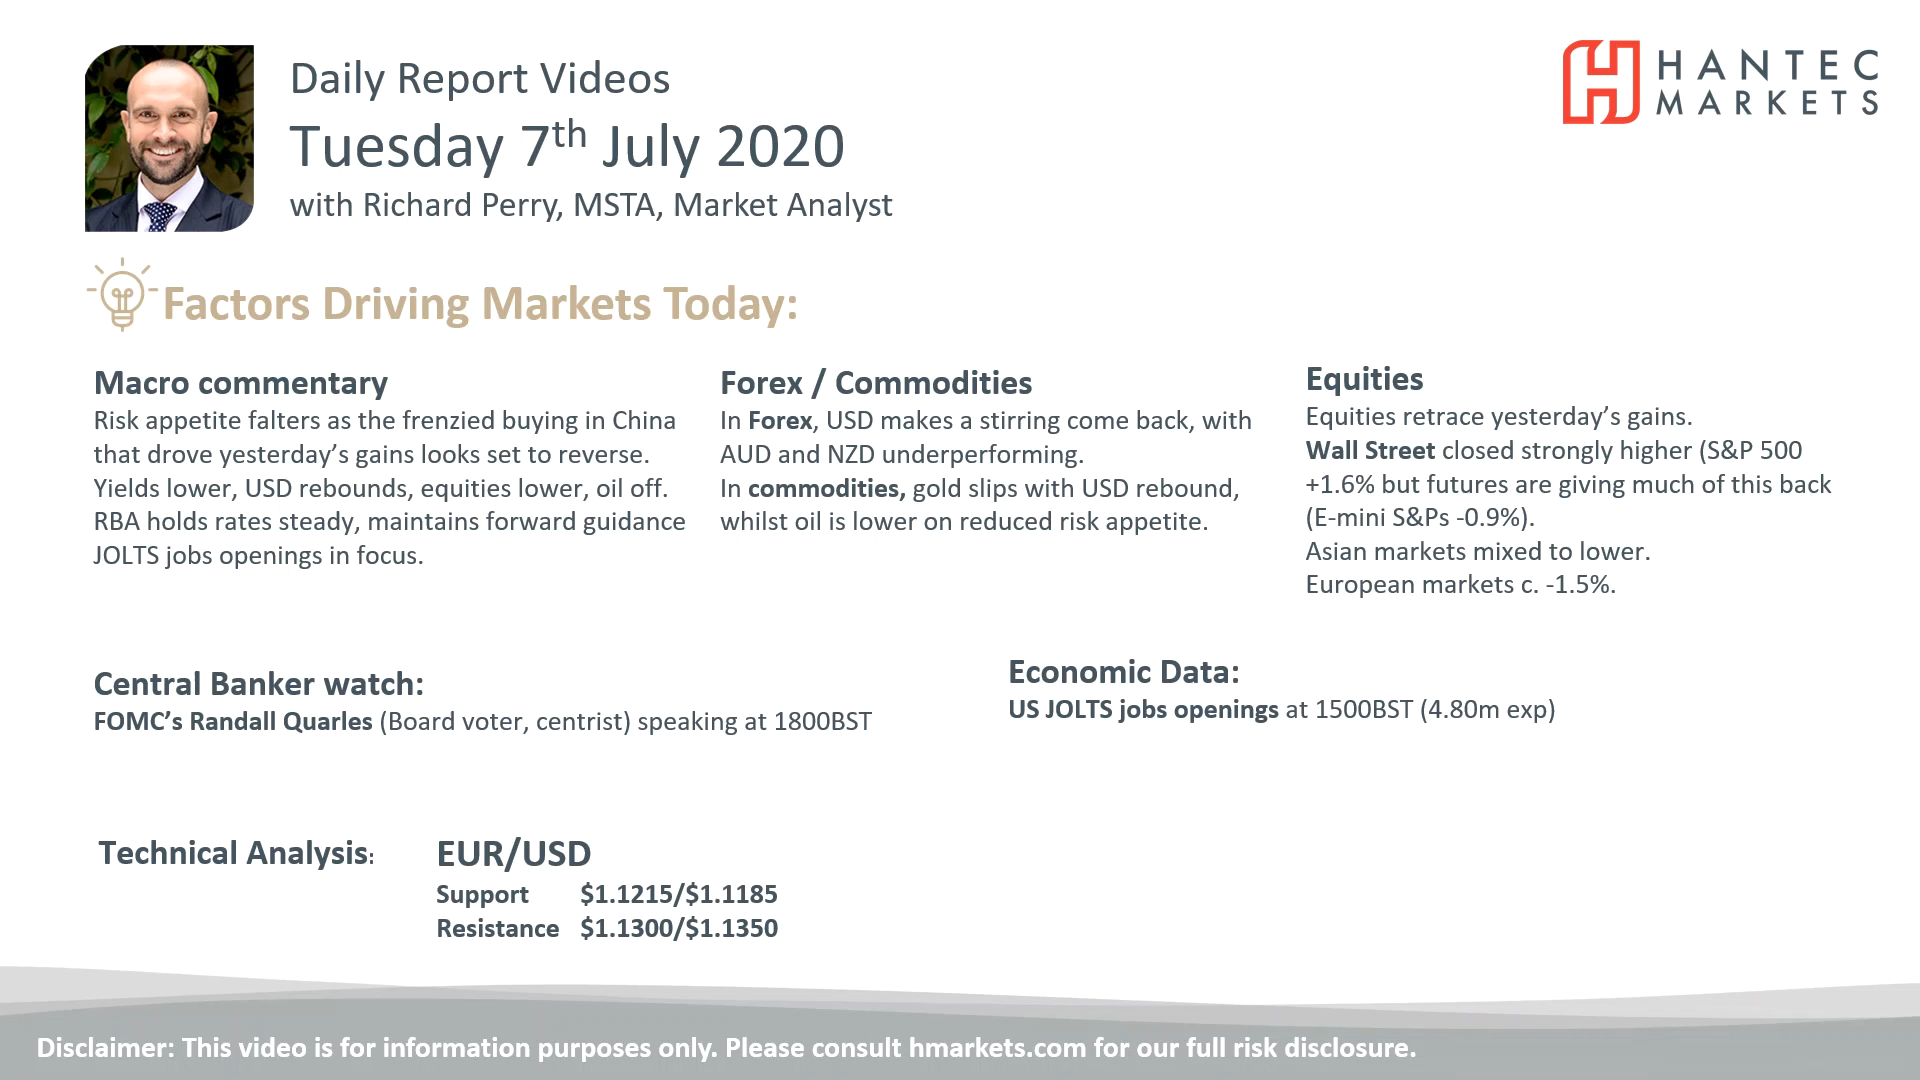 Daily Report Videos
Tuesday 7th July 2020
with Richard Perry, MSTA, Market Analyst
HANTEC
MARKETS
Factors Driving Markets Today:
Macro commentary
Risk appetite falters as the frenzied buying in China
that drove yesterday’s gains looks set to reverse.
Yields lower, USD rebounds, equities lower, oil off.
RBA holds rates steady, maintains forward guidance
JOLTS jobs openings in focus.
Forex / Commodities
In Forex, USD makes a stirring come back, with
AUD and NZD underperforming.
In commodities, gold slips with USD rebound,
whilst oil is lower on reduced risk appetite.
Equities
Equities retrace yesterday’s gains.
Wall Street closed strongly higher (S&P 500
+1.6% but futures are giving much of this back
(E-mini S&Ps -0.9%).
Asian markets mixed to lower.
European markets c. -1.5%.
Central Banker watch:
FOMC’s Randall Quarles (Board voter, centrist) speaking at 1800BST
Economic Data:
US JOLTS jobs openings at 1500BST (4.80m exp)
Technical Analysis:
EUR/USD
Support $1.1215/$1.1185
Resistance $1.1300/$1.1350
Disclaimer: This video is for information purposes only. Please consult hmarkets.com for our full risk disclosure.